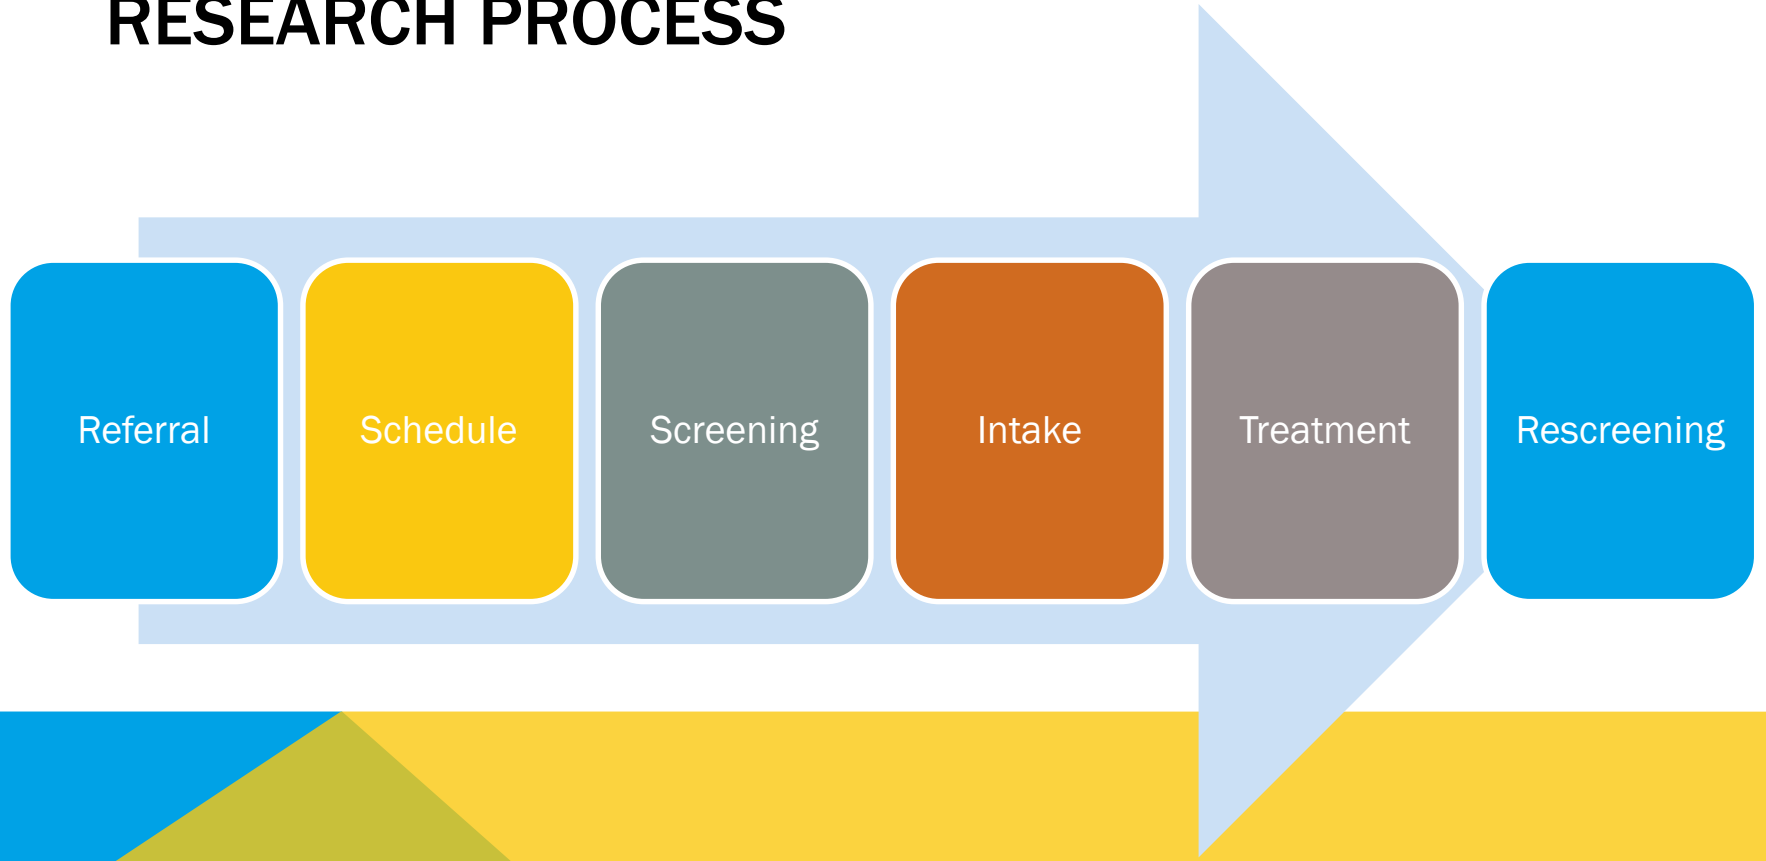 RESEARCH PROCESS
Referral
Schedule
Screening
Intake
Treatment
Rescreening